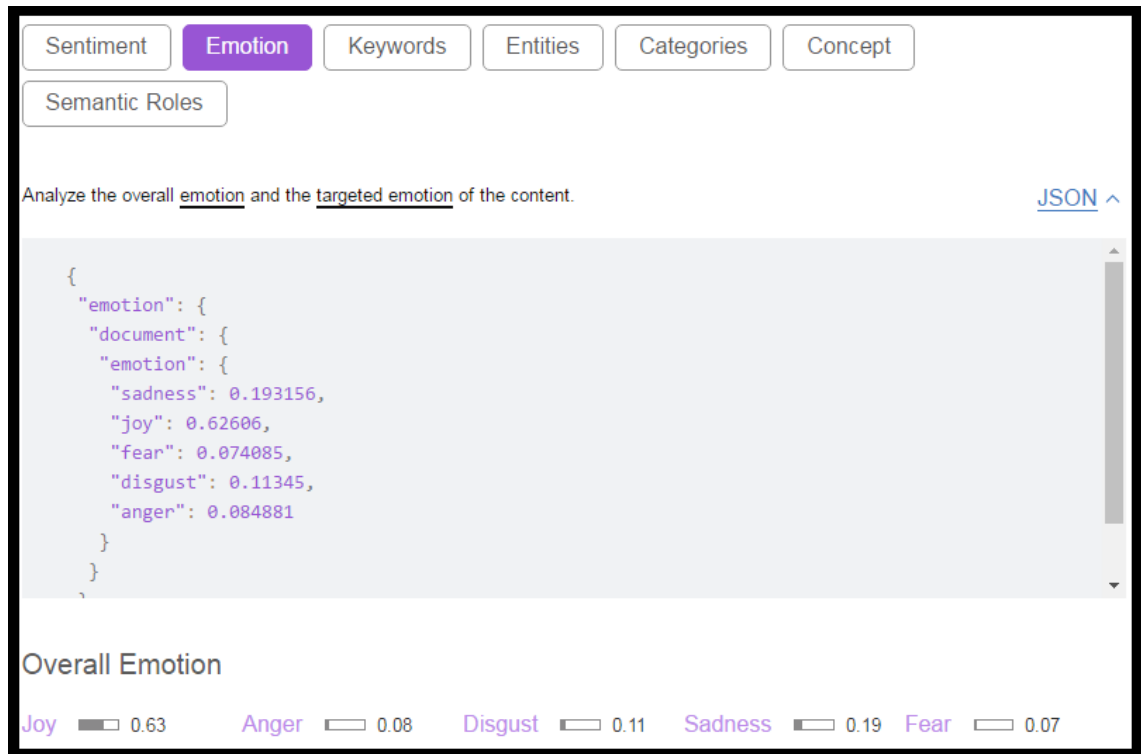 Sentiment Emotion Keywords Entities Categories Concept
Semantic Roles
Analyze the overall emotion and the targeted emotion of the content.
JSON
{
"emotion": {
"document": {
"emotion": {
"sadness": 0.193156,
"joy": 0.62606,
"fear": 0.074085,
"disgust": 0.11345,
"anger": 0.084881
}
}
}
Overall Emotion
Joy 0.63 Anger 0.08 Disgust 0.11 Sadness 0.19 Fear 0.07